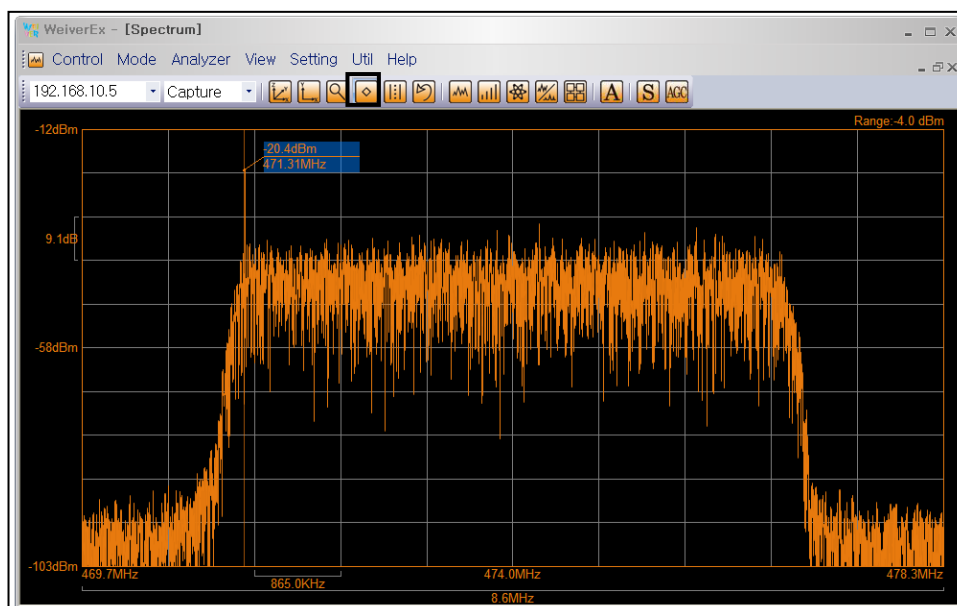 WeiverEx - [Spectrum]
Control Mode Analyzer View Setting Util Help
192.168.10.5 Capture A S AGC
Range:-4.0 dBm
-12dBm
-20.4dBm
471.31MHz
9.1dB
-58dBm
-103dBm
469.7MHz 474.0MHz 478.3MHz
865.0KHz
8.6MHz